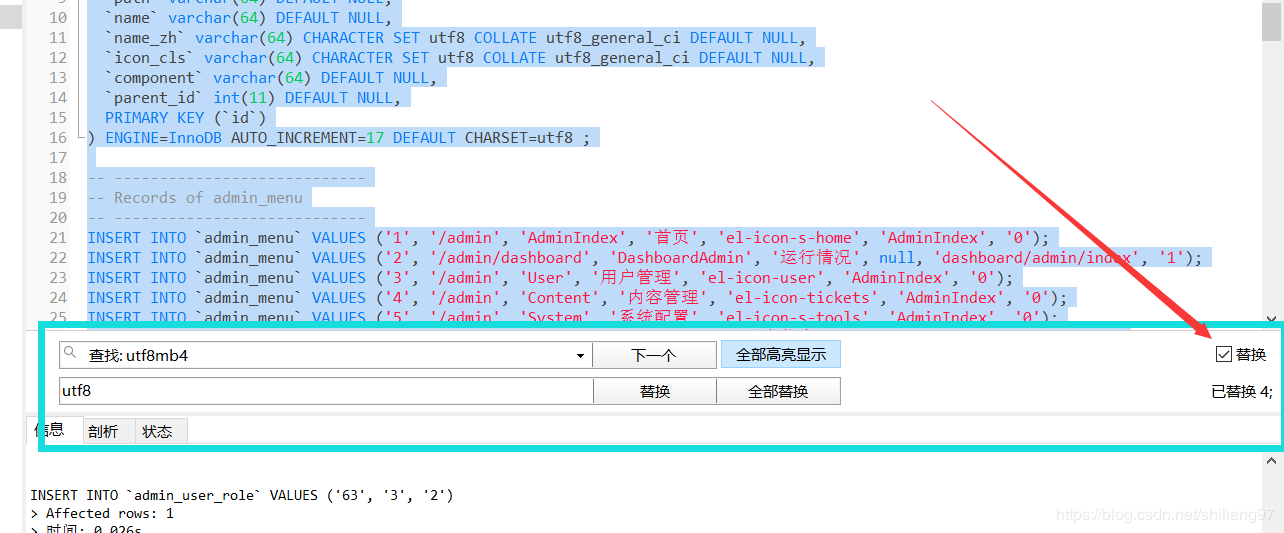 `path` varchar(64) DEFAULT NULL,
10 `name` varchar(64) DEFAULT NULL,
11 `name_zh` varchar(64) CHARACTER SET utf8 COLLATE utf8_general_ci DEFAULT NULL,
12 `icon_cls` varchar(64) CHARACTER SET utf8 COLLATE utf8_general_ci DEFAULT NULL,
13 `component` varchar(64) DEFAULT NULL,
14 `parent_id` int(11) DEFAULT NULL,
15 PRIMARY KEY (`id`)
16 ) ENGINE=InnoDB AUTO_INCREMENT=17 DEFAULT CHARSET=utf8 ;
17
18 -- ----------------------------
19 -- Records of admin_menu
20 -- ----------------------------
21 INSERT INTO `admin_menu` VALUES ('1', '/admin', 'AdminIndex', '首页', 'el-icon-s-home', 'AdminIndex', '0');
22 INSERT INTO `admin_menu` VALUES ('2', '/admin/dashboard', 'DashboardAdmin', '运行情况', null, 'dashboard/admin/index', '1');
23 INSERT INTO `admin_menu` VALUES ('3', '/admin', 'User', '用户管理', 'el-icon-user', 'AdminIndex', '0');
24 INSERT INTO `admin_menu` VALUES ('4', '/admin', 'Content', '内容管理', 'el-icon-tickets', 'AdminIndex', '0');
25 INSERT INTO `admin_menu` VALUES ('5', '/admin', 'System', '系统配置', 'el-icon-s-tools', 'AdminIndex', '0');
查找: utf8mb4 下一个 全部高亮显示 替换
utf8 替换 全部替换 已替换 4;
信息 剖析 状态
INSERT INTO `admin_user_role` VALUES ('63', '3', '2')
> Affected rows: 1
> 时间: 0.026s
https://blog.csdn.net/shiliang97